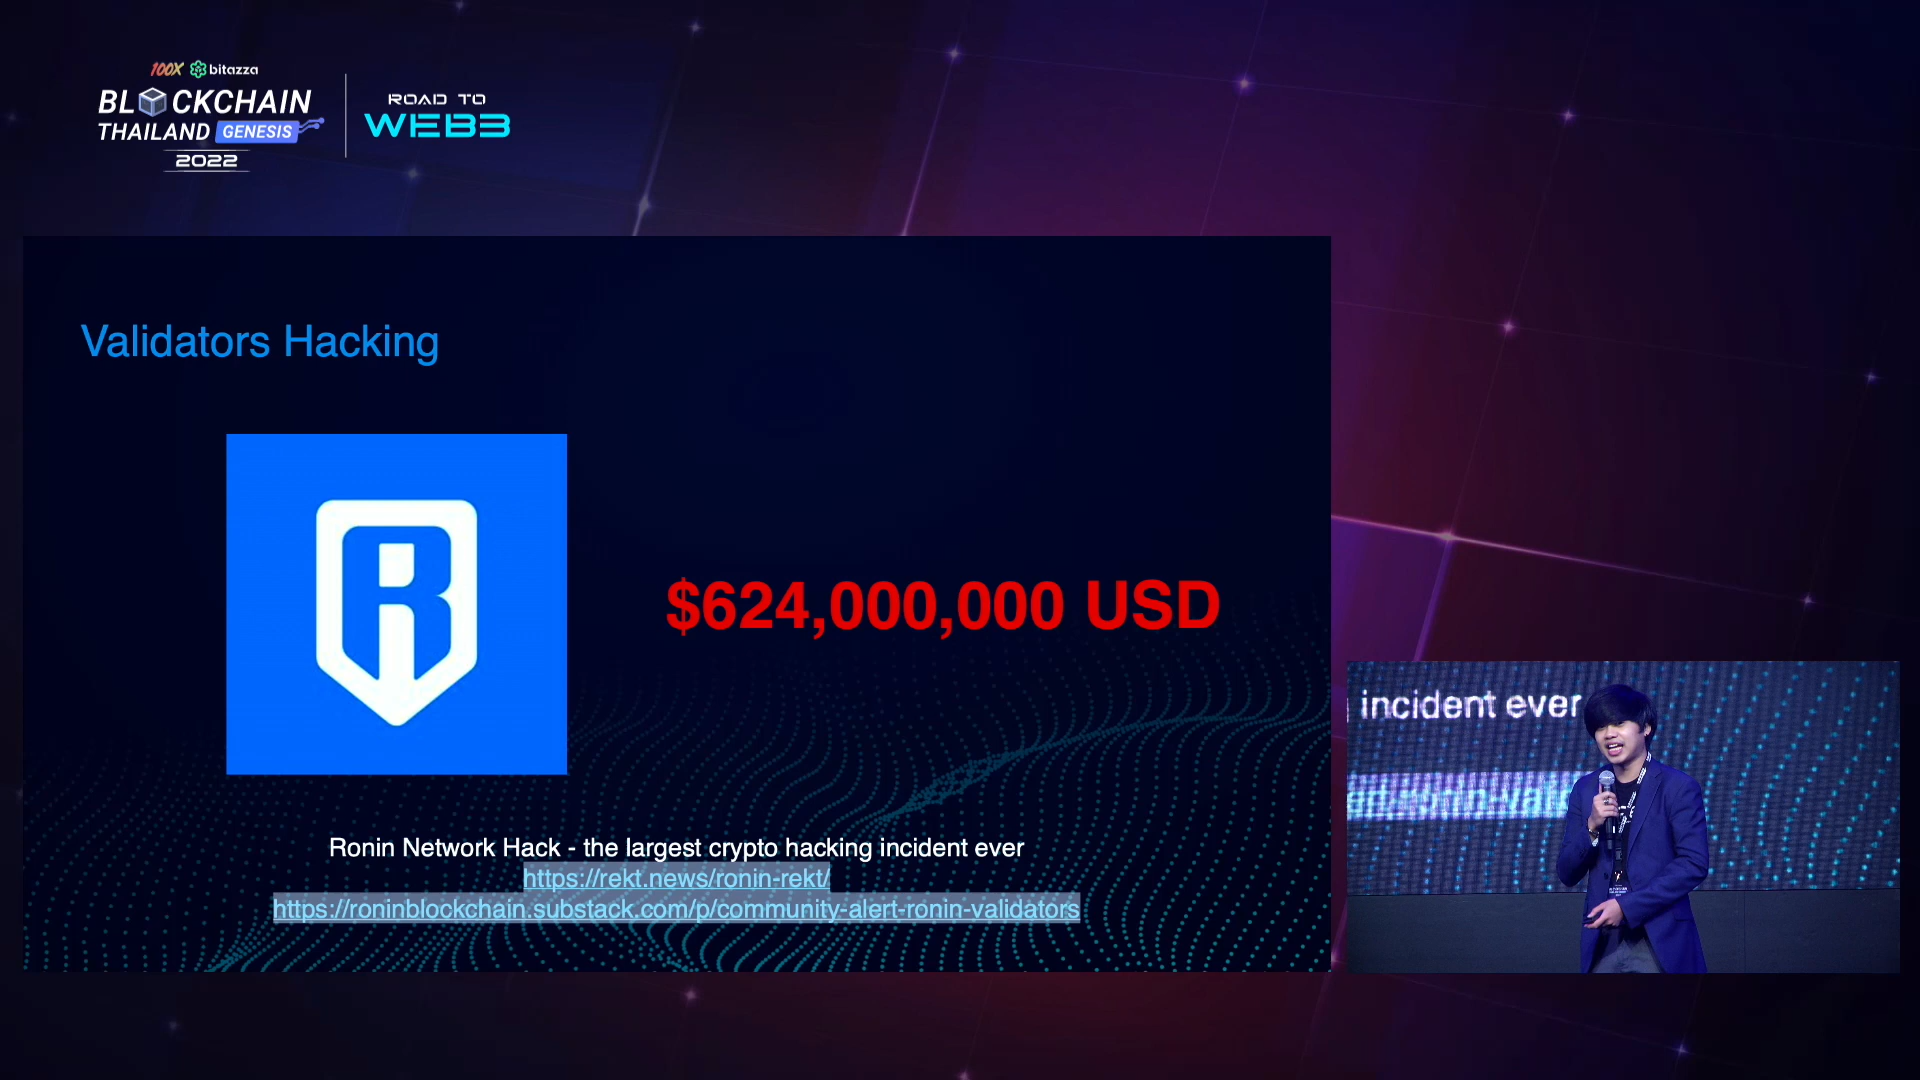 100X bitazza
BLOCKCHAIN
THAILAND GENESIS
2022
ROAD TO
WEB3
Validators Hacking
$624,000,000 USD
Ronin Network Hack - the largest crypto hacking incident ever
https://rekt.news/ronin-rekt/
https://roninblockchain.substack.com/p/community-alert-ronin-validators
incident ever